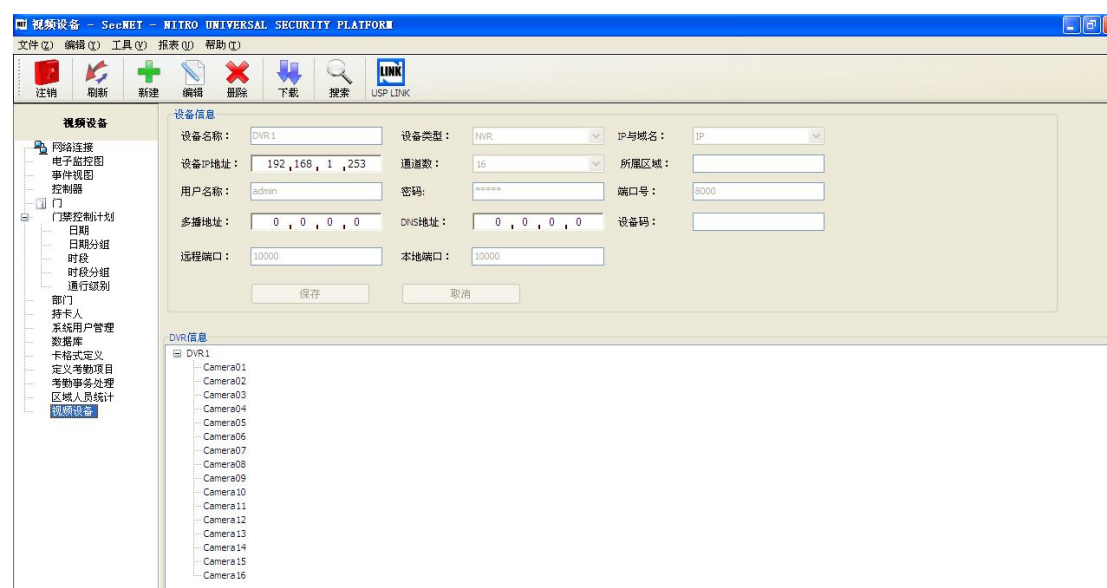 视频设备 - SecNET - NITRO UNIVERSAL SECURITY PLATFORM
文件(Z) 编辑(Y) 工具(V) 报表(U) 帮助(T)
注销 刷新 新建 编辑 删除 下载 搜索 USP LINK
LINK
视频设备
网络连接
电子监控图
事件视图
控制器
门
门禁控制计划
日期
日期分组
时段
时段分组
通行级别
部门
持卡人
系统用户管理
数据库
卡格式定义
定义考勤项目
考勤事务处理
区域人员统计
视频设备
设备信息
设备名称： DVR1 设备类型： NVR IP与域名： IP
设备IP地址： 192 .168 . 1 .253 通道数： 16 所属区域：
用户名称： admin 密码: ***** 端口号： 8000
多播地址： 0 . 0 . 0 . 0 DNS地址： 0 . 0 . 0 . 0 设备码：
远程端口： 10000 本地端口： 10000
保存 取消
DVR信息
DVR1
Camera01
Camera02
Camera03
Camera04
Camera05
Camera06
Camera07
Camera08
Camera09
Camera10
Camera11
Camera12
Camera13
Camera14
Camera15
Camera16